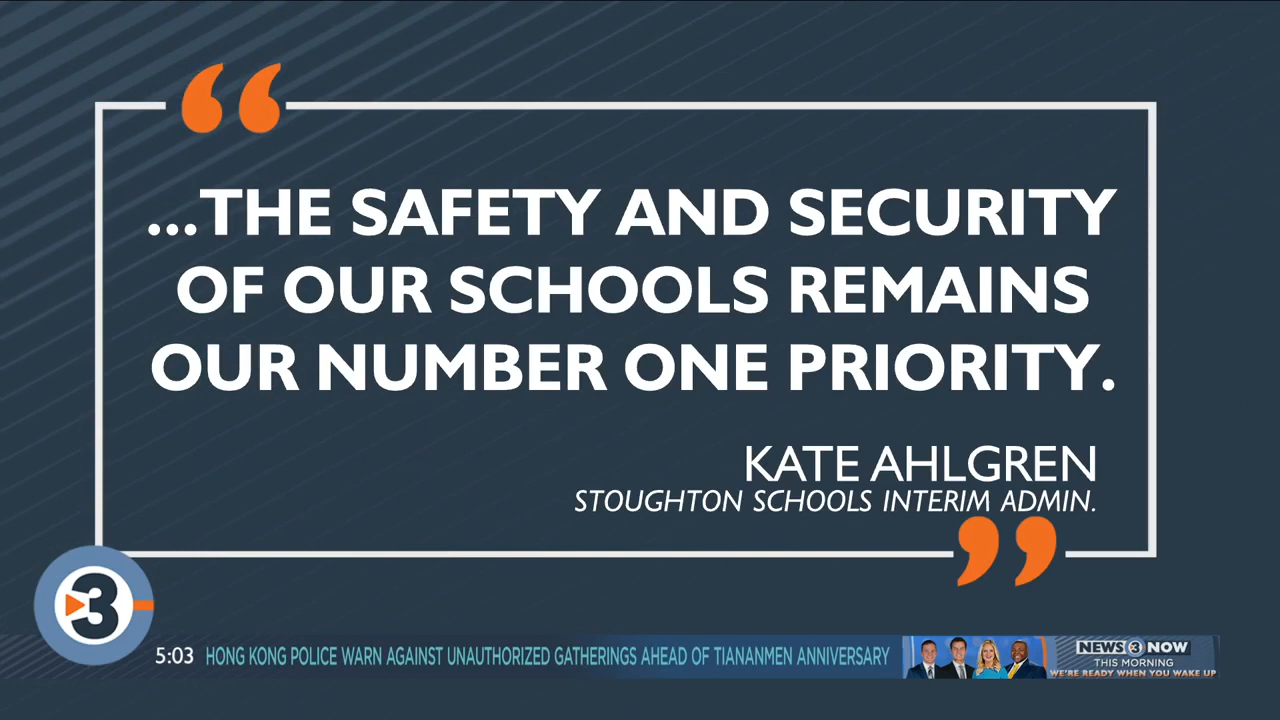 “
...THE SAFETY AND SECURITY
OF OUR SCHOOLS REMAINS
OUR NUMBER ONE PRIORITY.
KATE AHLGREN
STOUGHTON SCHOOLS INTERIM ADMIN.
”
3
5:03 HONG KONG POLICE WARN AGAINST UNAUTHORIZED GATHERINGS AHEAD OF TIANANMEN ANNIVERSARY
NEWS 3 NOW
THIS MORNING
WE'RE READY WHEN YOU WAKE UP